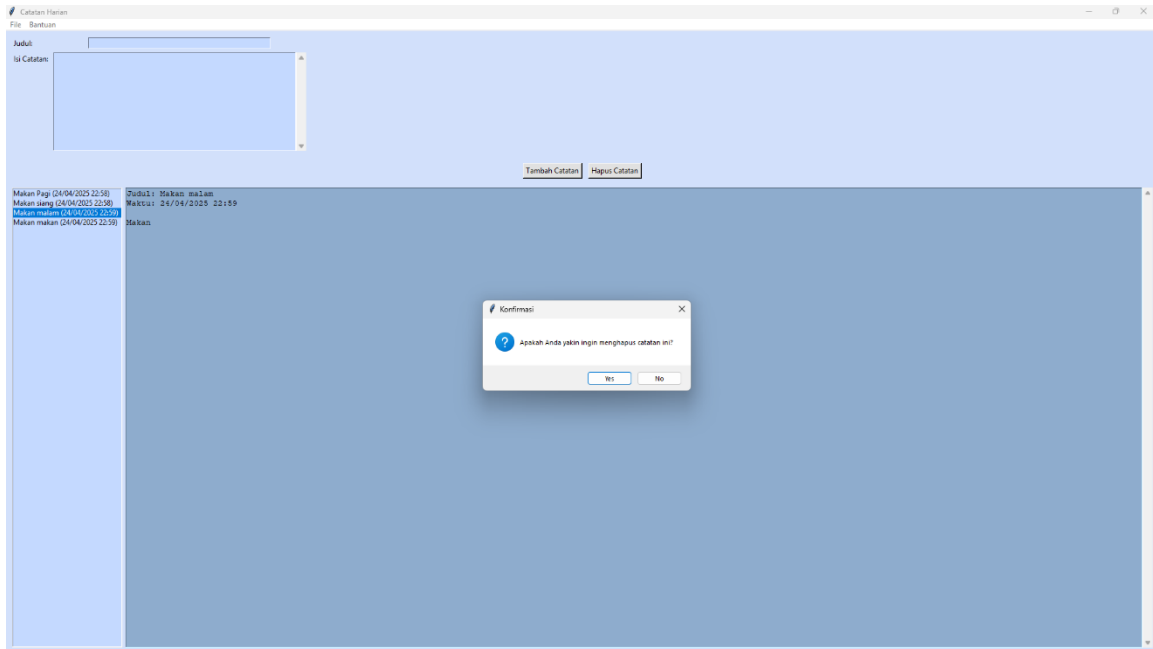 Catatan Harian
File Bantuan
Judul:
Isi Catatan:
Tambah Catatan Hapus Catatan
Makan Pagi (24/04/2025 22:58)
Makan siang (24/04/2025 22:58)
Makan malam (24/04/2025 22:59)
Makan makan (24/04/2025 22:59)
Judul: Makan malam
Waktu: 24/04/2025 22:59
Makan
Konfirmasi
Apakah Anda yakin ingin menghapus catatan ini?
Yes No